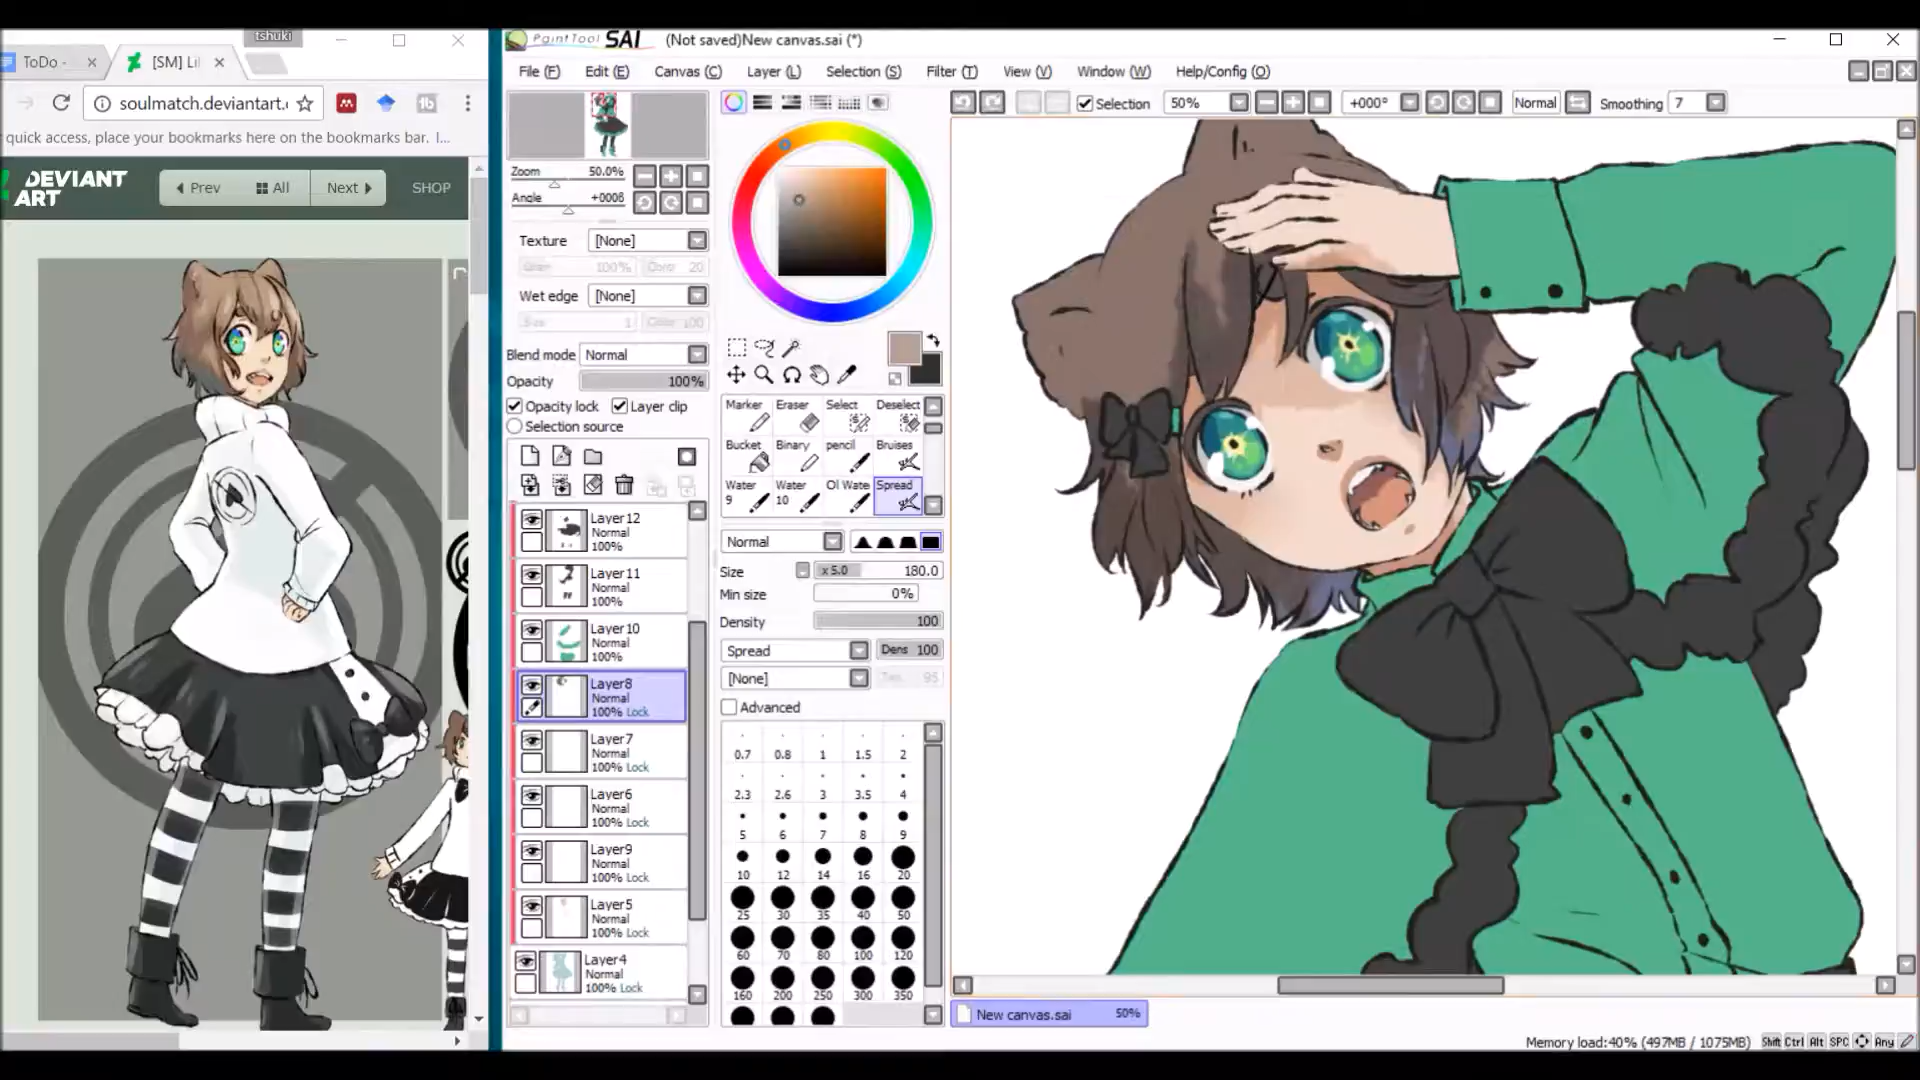 tshuki
ToDo -
[SM] Li
soulmatch.deviantart.
quick access, place your bookmarks here on the bookmarks bar. I...
DEVIANT
ART
Prev
All
Next
SHOP
PaintTool SAI
(Not saved)New canvas.sai (*)
File (F)
Edit (E)
Canvas (C)
Layer (L)
Selection (S)
Filter (T)
View (V)
Window (W)
Help/Config (O)
Selection
50%
+000°
Normal
Smoothing
7
Zoom
50.0%
Angle
Texture
[None]
100%
20
Wet edge
[None]
1
100
Blend mode
Normal
Opacity
100%
Opacity lock
Layer clip
Selection source
Layer12
Normal
100%
Layer11
Normal
100%
Layer10
Normal
100%
Layer8
Normal
100% Lock
Layer7
Normal
100% Lock
Layer6
Normal
100% Lock
Layer9
Normal
100% Lock
Layer5
Normal
100% Lock
Layer4
Normal
100% Lock
Marker
Eraser
Select
Deselect
Bucket
Binary
pencil
Bruises
Water
9
Water
10
Ol Wate
Spread
Normal
Size
x 5.0
180.0
Min size
0%
Density
100
Spread
Dens 100
[None]
95
Advanced
0.7 0.8 1 1.5 2
2.3 2.6 3 3.5 4
5 6 7 8 9
10 12 14 16 20
25 30 35 40 50
60 70 80 100 120
160 200 250 300 350
New canvas.sai
50%
Memory load:40% (497MB / 1075MB)
Shift Ctrl Alt SPC Any